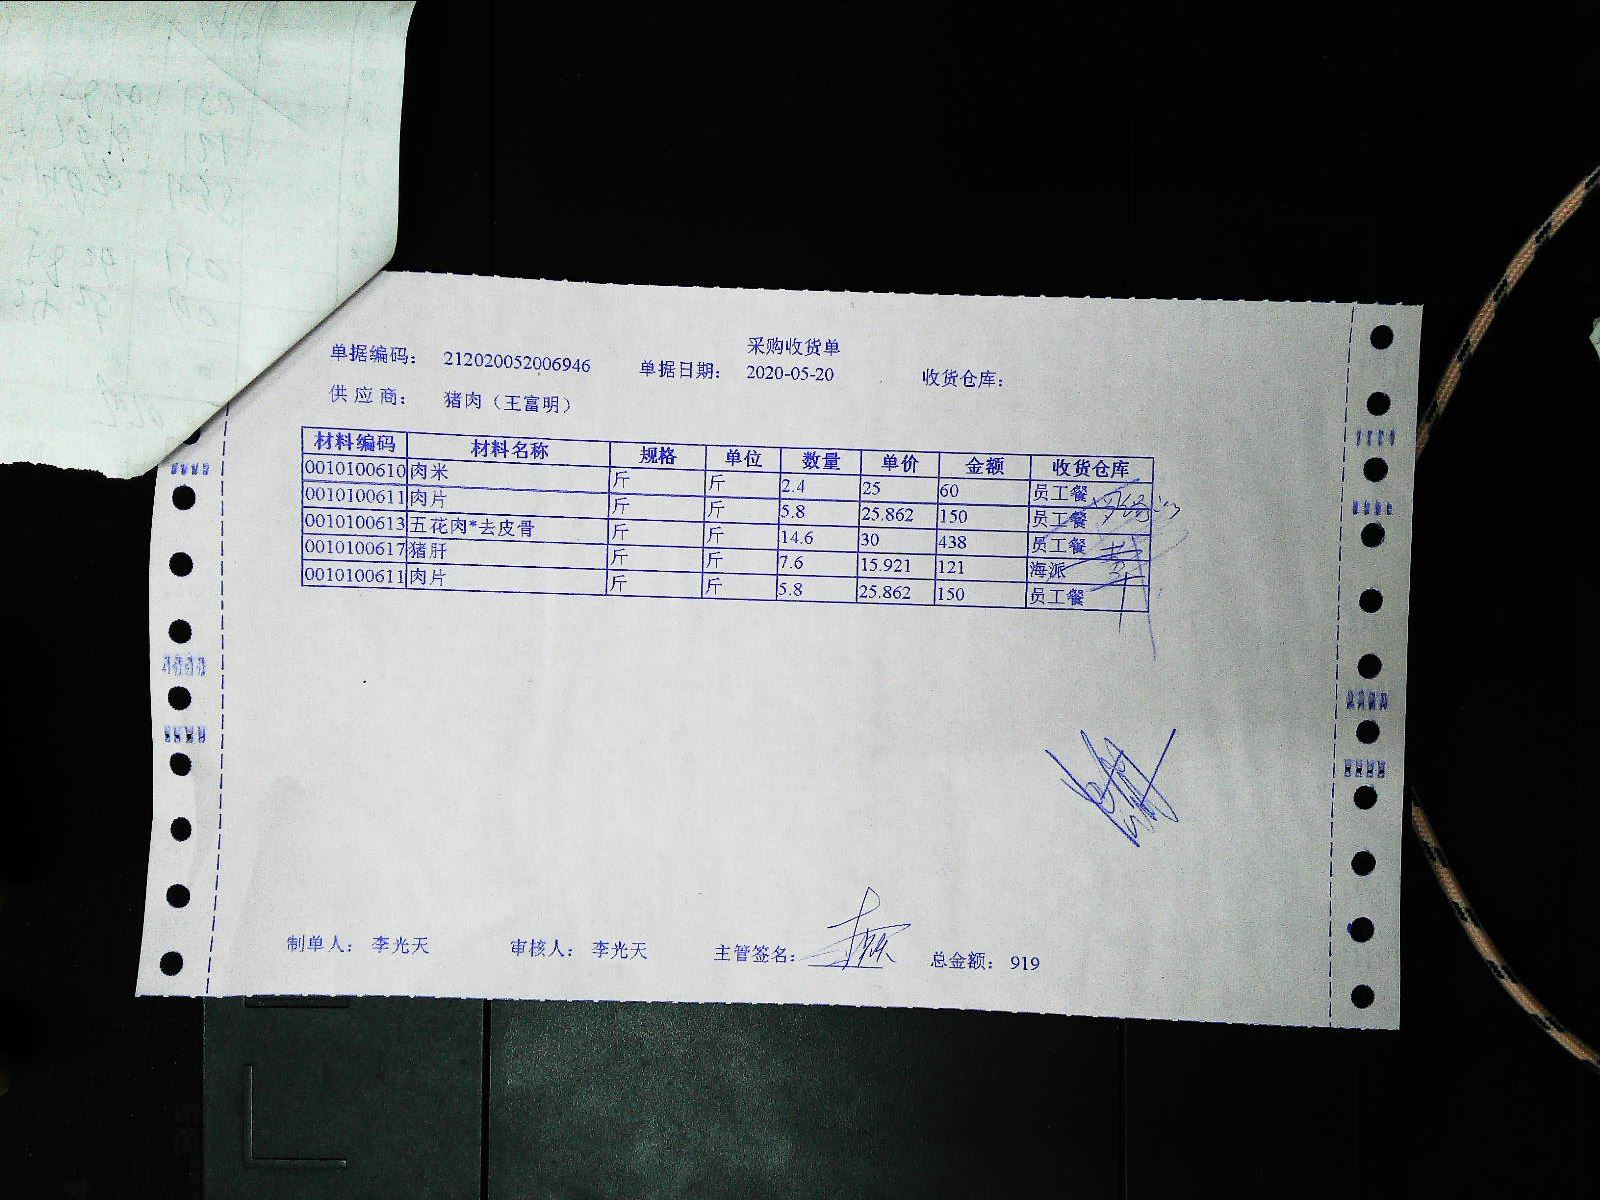 采购收货单
单据编码: 212020052006946 单据日期: 2020-05-20 收货仓库:
供应商: 猪肉（王富明）
材料编码 材料名称 规格 单位 数量 单价 金额 收货仓库
0010100610 肉米 斤 斤 2.4 25 60 员工餐
0010100611 肉片 斤 斤 5.8 25.862 150 员工餐
0010100613 五花肉*去皮骨 斤 斤 14.6 30 438 员工餐
0010100617 猪肝 斤 斤 7.6 15.921 121 海派
0010100611 肉片 斤 斤 5.8 25.862 150 员工餐
制单人: 李光天 审核人: 李光天 主管签名: 总金额: 919